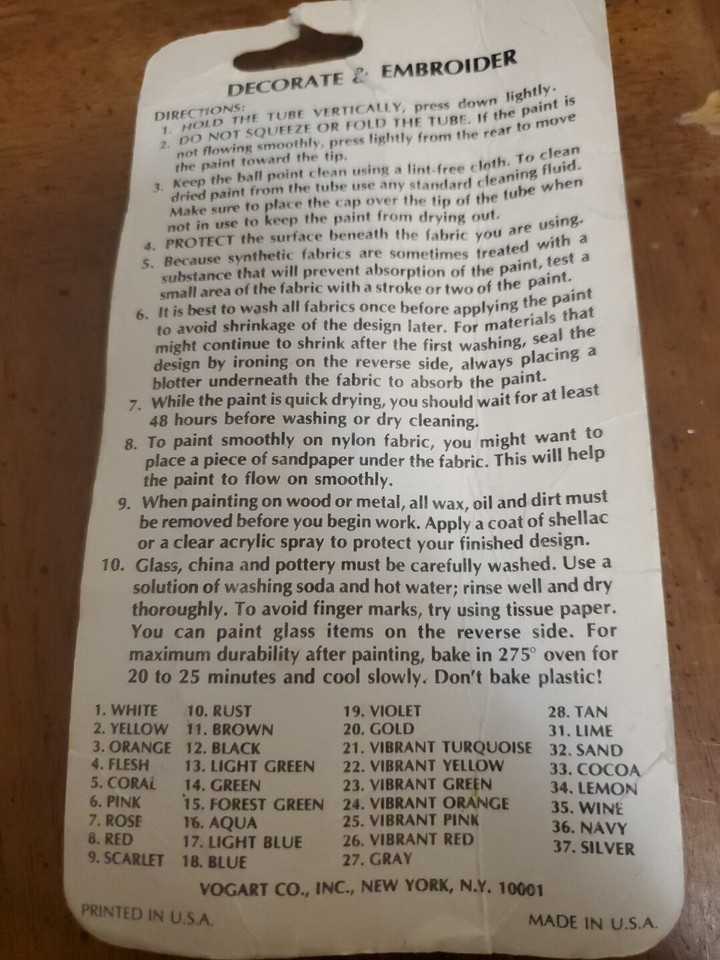 DECORATE & EMBROIDER
DIRECTIONS:
1. HOLD THE TUBE VERTICALLY, press down lightly.
2. DO NOT SQUEEZE OR FOLD THE TUBE. If the paint is
not flowing smoothly, press lightly from the rear to move
the paint toward the tip.
3. Keep the ball point clean using a lint-free cloth. To clean
dried paint from the tube use any standard cleaning fluid.
Make sure to place the cap over the tip of the tube when
not in use to keep the paint from drying out.
4. PROTECT the surface beneath the fabric you are using.
5. Because synthetic fabrics are sometimes treated with a
substance that will prevent absorption of the paint, test a
small area of the fabric with a stroke or two of the paint.
6. It is best to wash all fabrics once before applying the paint
to avoid shrinkage of the design later. For materials that
might continue to shrink after the first washing, seal the
design by ironing on the reverse side, always placing a
blotter underneath the fabric to absorb the paint.
7. While the paint is quick drying, you should wait for at least
48 hours before washing or dry cleaning.
8. To paint smoothly on nylon fabric, you might want to
place a piece of sandpaper under the fabric. This will help
the paint to flow on smoothly.
9. When painting on wood or metal, all wax, oil and dirt must
be removed before you begin work. Apply a coat of shellac
or a clear acrylic spray to protect your finished design.
10. Glass, china and pottery must be carefully washed. Use a
solution of washing soda and hot water; rinse well and dry
thoroughly. To avoid finger marks, try using tissue paper.
You can paint glass items on the reverse side. For
maximum durability after painting, bake in 275° oven for
20 to 25 minutes and cool slowly. Don't bake plastic!
1. WHITE
2. YELLOW
3. ORANGE
4. FLESH
5. CORAL
6. PINK
7. ROSE
8. RED
9. SCARLET
10. RUST
11. BROWN
12. BLACK
13. LIGHT GREEN
14. GREEN
15. FOREST GREEN
16. AQUA
17. LIGHT BLUE
18. BLUE
19. VIOLET
20. GOLD
21. VIBRANT TURQUOISE
22. VIBRANT YELLOW
23. VIBRANT GREEN
24. VIBRANT ORANGE
25. VIBRANT PINK
26. VIBRANT RED
27. GRAY
28. TAN
31. LIME
32. SAND
33. COCOA
34. LEMON
35. WINE
36. NAVY
37. SILVER
VOGART CO., INC., NEW YORK, N.Y. 10001
PRINTED IN U.S.A.
MADE IN U.S.A.